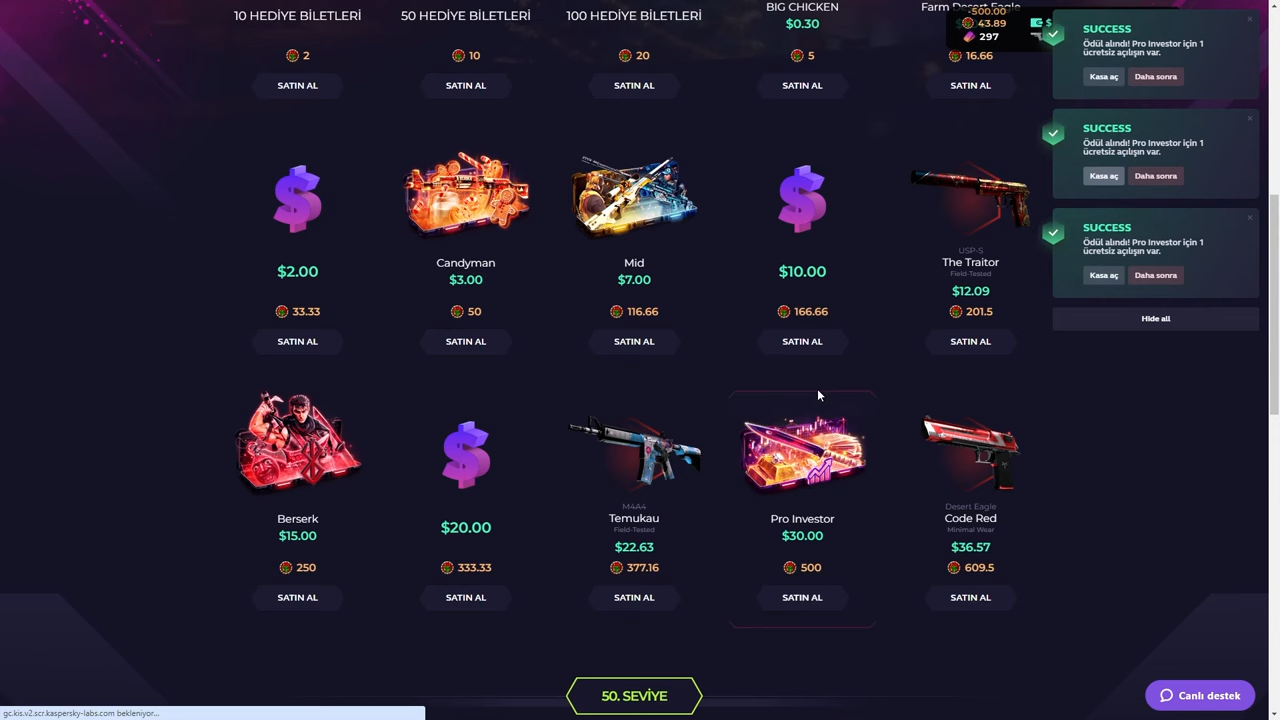 10 HEDİYE BİLETLERİ
50 HEDİYE BİLETLERİ
100 HEDİYE BİLETLERİ
BIG CHICKEN
$0.30
Farm Desert Eagle
2
10
20
5
16.66
SATIN AL
SATIN AL
SATIN AL
SATIN AL
SATIN AL
-500.00
43.89
$
297
SUCCESS
Ödül alındı! Pro Investor için 1
ücretsiz açılışın var.
Kasa aç
Daha sonra
SUCCESS
Ödül alındı! Pro Investor için 1
ücretsiz açılışın var.
Kasa aç
Daha sonra
SUCCESS
Ödül alındı! Pro Investor için 1
ücretsiz açılışın var.
Kasa aç
Daha sonra
Hide all
$2.00
33.33
SATIN AL
Candyman
$3.00
50
SATIN AL
Mid
$7.00
116.66
SATIN AL
$10.00
166.66
SATIN AL
USP-S
The Traitor
Field-Tested
$12.09
201.5
SATIN AL
Berserk
$15.00
250
SATIN AL
$20.00
333.33
SATIN AL
M4A4
Temukau
Field-Tested
$22.63
377.16
SATIN AL
Pro Investor
$30.00
500
SATIN AL
Desert Eagle
Code Red
Minimal Wear
$36.57
609.5
SATIN AL
50. SEVİYE
Canlı destek
gc.kis.v2.scr.kaspersky-labs.com bekleniyor...